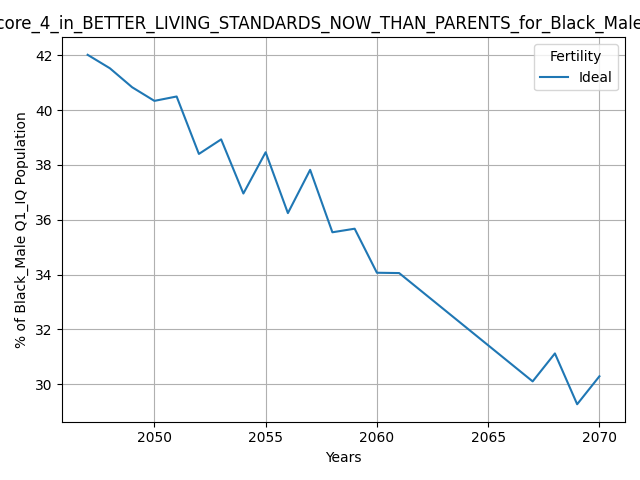 core_4_in_BETTER_LIVING_STANDARDS_NOW_THAN_PARENTS_for_Black_Male
Fertility
Ideal
% of Black_Male Q1_IQ Population
42
40
38
36
34
32
30
2050
2055
2060
2065
2070
Years